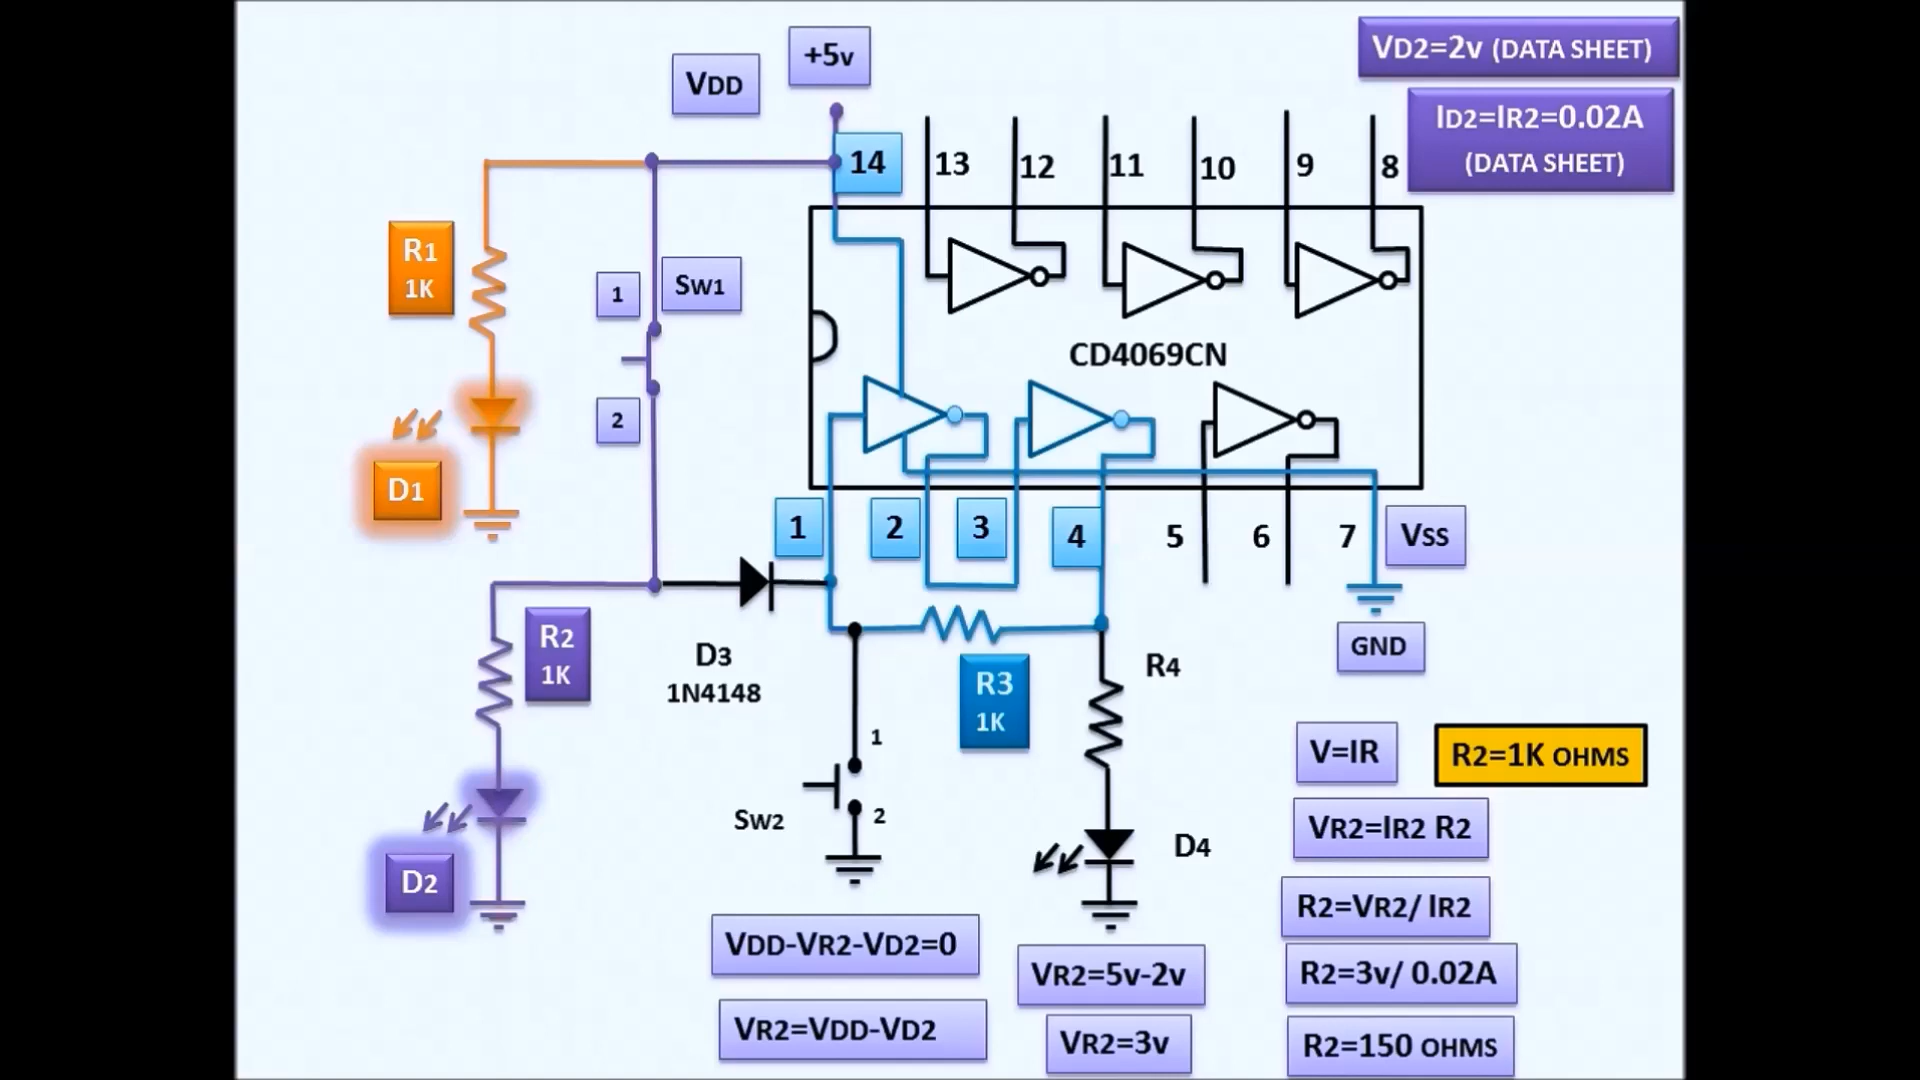 +5v
VDD
VD2=2v (DATA SHEET)
ID2=IR2=0.02A
(DATA SHEET)
14
13
12
11
10
9
8
R1
1K
1
Sw1
2
CD4069CN
D1
1
2
3
4
5
6
7
VSS
GND
R2
1K
D3
1N4148
R3
1K
R4
1
Sw2
2
D4
D2
V=IR
R2=1K OHMS
VR2=IR2 R2
R2=VR2/ IR2
R2=3v/ 0.02A
R2=150 OHMS
VDD-VR2-VD2=0
VR2=VDD-VD2
VR2=5v-2v
VR2=3v